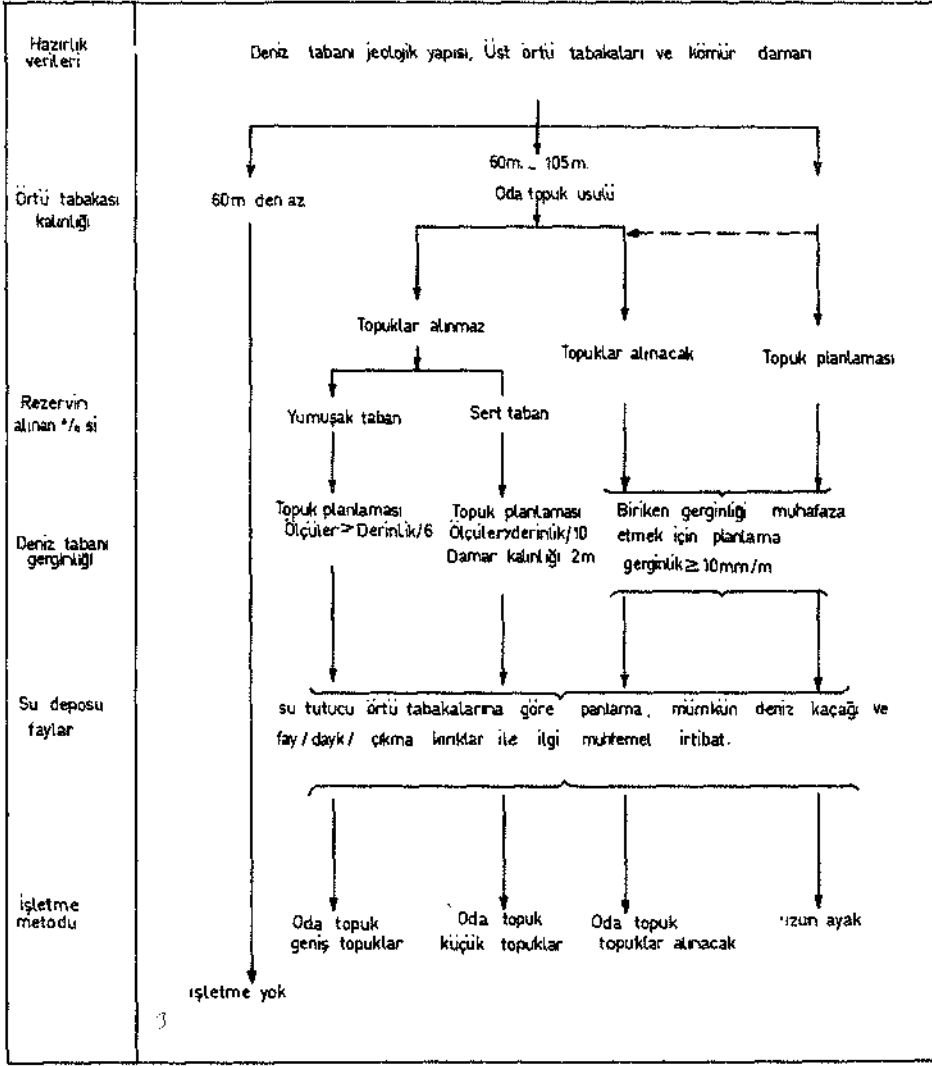 Hazırlık
verileri
Deniz tabanı jeolojik yapısı, Üst örtü tabakaları ve kömür damarı
60m. _ 105m.
Örtü tabakası
kalınlığı
60m den az
Oda topuk usulü
Topuklar alınmaz
Topuklar alınacak
Topuk planlaması
Rezervin
alınan % si
Yumuşak taban
Sert taban
Deniz tabanı
gerginliği
Topuk planlaması
Ölçüler > Derinlik/6
Topuk planlaması
Ölçüler>derinlik/10
Damar kalınlığı 2m
Biriken gerginliği muhafaza
etmek için planlama
gerginlik ≥ 10mm/m
Su deposu
faylar
su tutucu örtü tabakalarına göre panlama, mümkün deniz kaçağı ve
fay/dayk/ çıkma kırıklar ile ilgi muhtemel irtibat.
işletme
metodu
Oda topuk
geniş topuklar
Oda topuk
küçük topuklar
Oda topuk
topuklar alınacak
uzun ayak
işletme yok